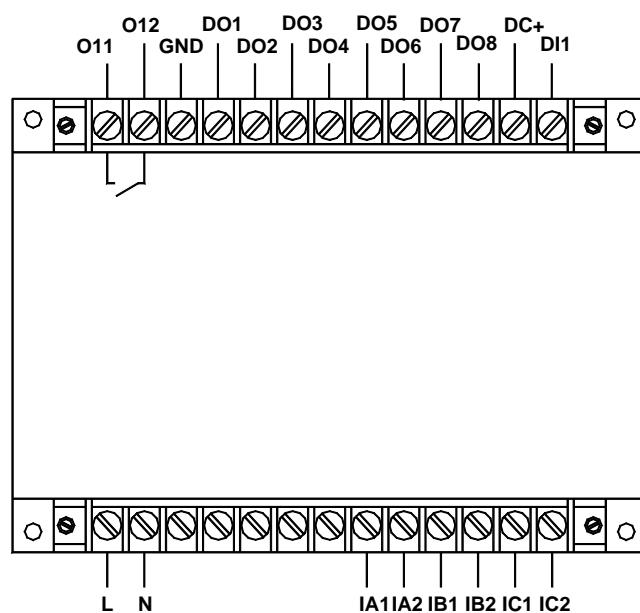 O12 DO1 DO3 DO5 DO7 DC+
O11 GND DO2 DO4 DO6 DO8 DI1
L N IA1 IA2 IB1 IB2 IC1 IC2